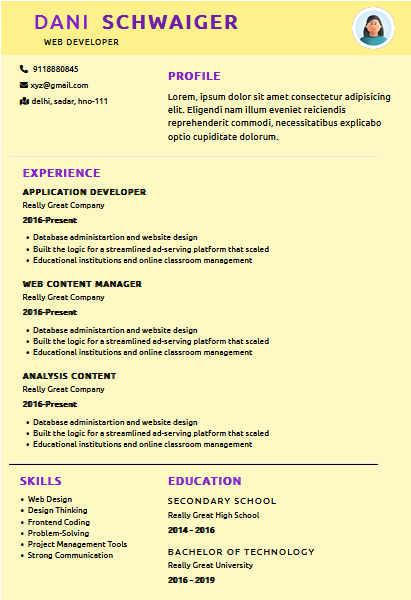 DANI SCHWAIGER
WEB DEVELOPER
9118880845
xyz@gmail.com
delhi, sadar, hno-111
PROFILE
Lorem, ipsum dolor sit amet consectetur adipisicing
elit. Eligendi nam illum eveniet reiciendis
reprehenderit commodi, necessitatibus explicabo
optio cupiditate dolorum.
EXPERIENCE
APPLICATION DEVELOPER
Really Great Company
2016-Present
• Database administartion and website design
• Built the logic for a streamlined ad-serving platform that scaled
• Educational institutions and online classroom management
WEB CONTENT MANAGER
Really Great Company
2016-Present
• Database administartion and website design
• Built the logic for a streamlined ad-serving platform that scaled
• Educational institutions and online classroom management
ANALYSIS CONTENT
Really Great Company
2016-Present
• Database administartion and website design
• Built the logic for a streamlined ad-serving platform that scaled
• Educational institutions and online classroom management
SKILLS
• Web Design
• Design Thinking
• Frontend Coding
• Problem-Solving
• Project Management Tools
• Strong Communication
EDUCATION
SECONDARY SCHOOL
Really Great High School
2014 - 2016
BACHELOR OF TECHNOLOGY
Really Great University
2016 - 2019